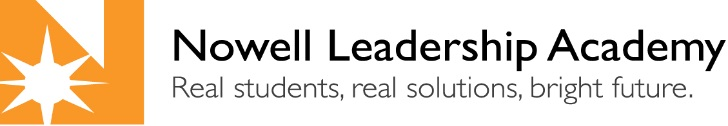 Nowell Leadership Academy
Real students, real solutions, bright future.